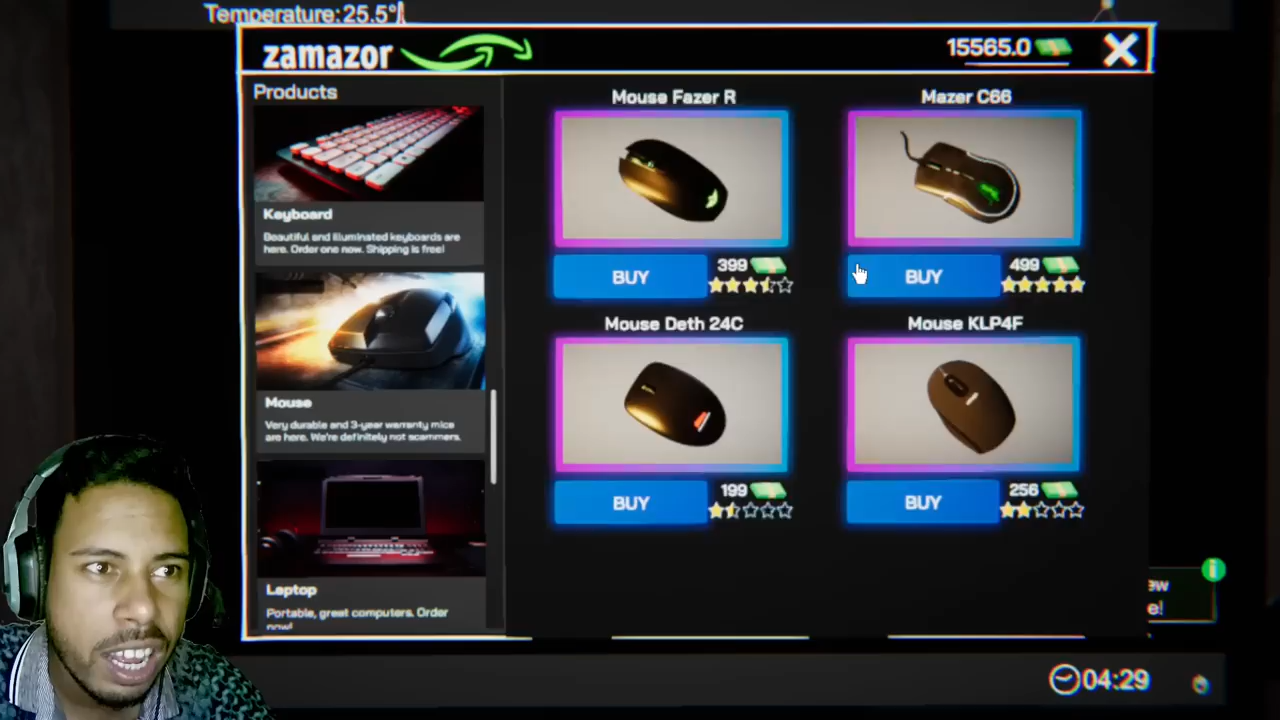 Temperature: 25.5°
zamazor
15565.0
Products
Keyboard
Beautiful and illuminated keyboards are
here. Order one now. Shipping is free!
Mouse
Very durable and 3-year warranty mice
are here. We're definitely not scammers.
Laptop
Portable, great computers. Order
now!
Mouse Fazer R
BUY
399
Mazer C66
BUY
499
Mouse Deth 24C
BUY
199
Mouse KLP4F
BUY
256
e!
04:29